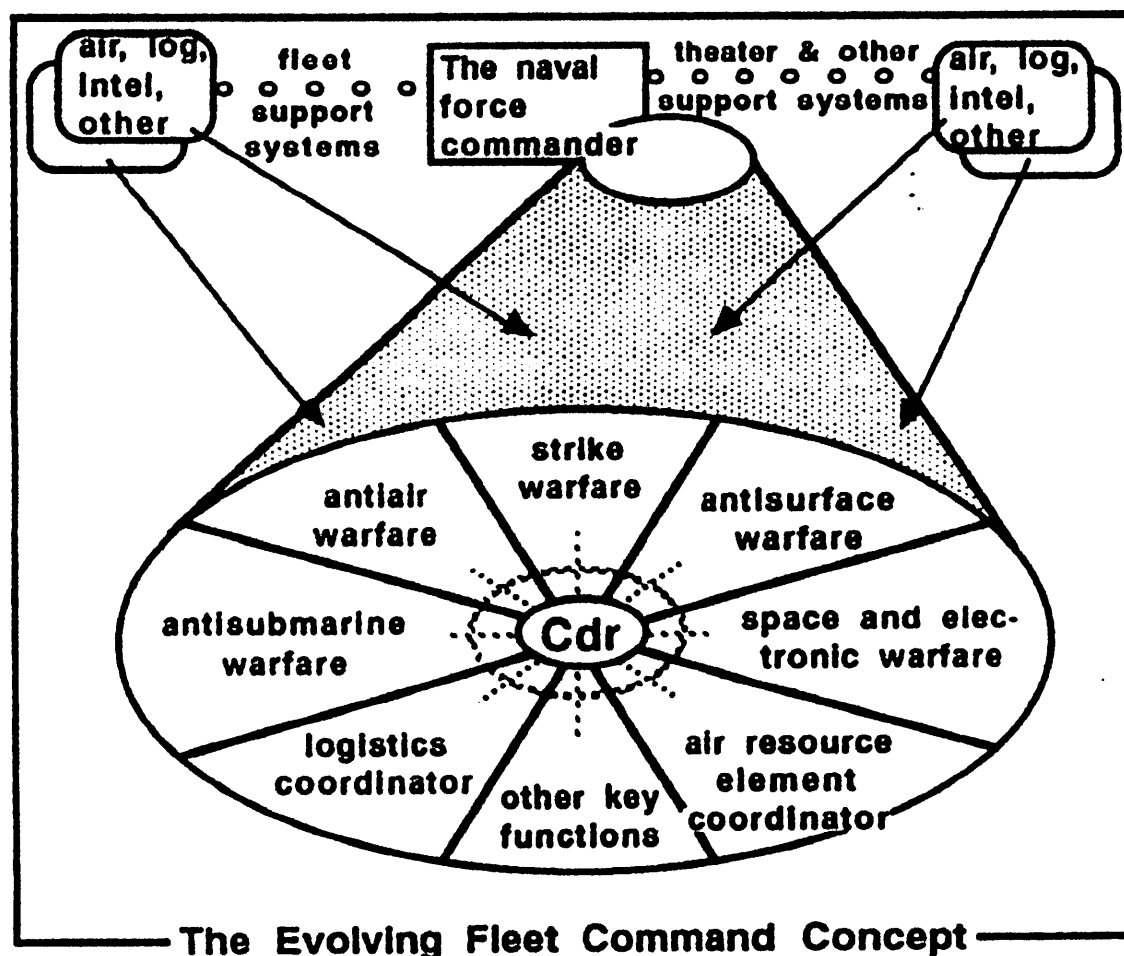 air, log,
intel,
other
fleet
support
systems
The naval
force
commander
theater & other
support systems
air, log,
intel,
other
strike
warfare
antiair
warfare
antisurface
warfare
antisubmarine
warfare
Cdr
space and elec-
tronic warfare
logistics
coordinator
other key
functions
air resource
element
coordinator
The Evolving Fleet Command Concept